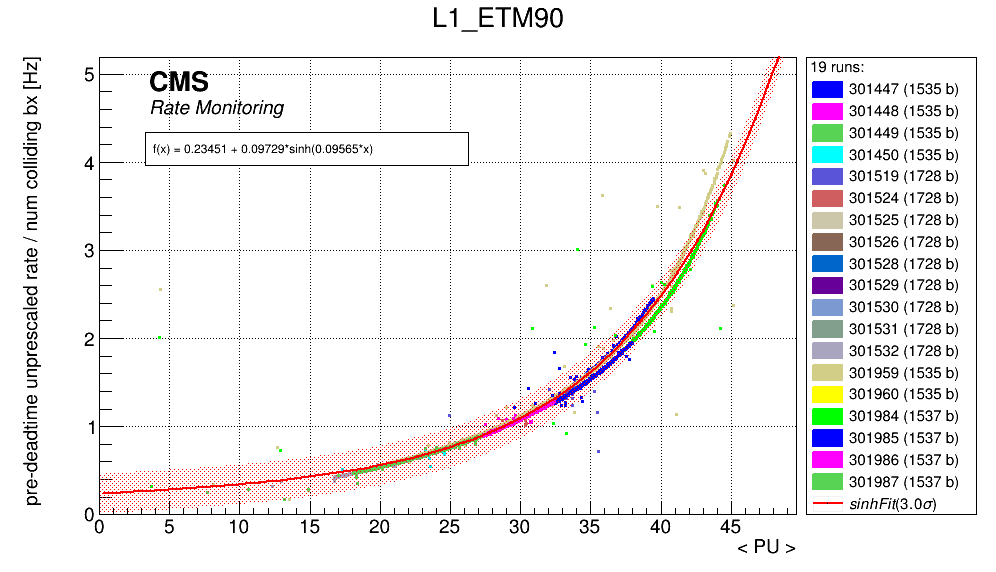 L1_ETM90
pre-deadtime unprescaled rate / num colliding bx [Hz]
5
4
3
2
1
0
CMS
Rate Monitoring
f(x) = 0.23451 + 0.09729*sinh(0.09565*x)
0 5 10 15 20 25 30 35 40 45
< PU >
19 runs:
301447 (1535 b)
301448 (1535 b)
301449 (1535 b)
301450 (1535 b)
301519 (1728 b)
301524 (1728 b)
301525 (1728 b)
301526 (1728 b)
301528 (1728 b)
301529 (1728 b)
301530 (1728 b)
301531 (1728 b)
301532 (1728 b)
301959 (1535 b)
301960 (1535 b)
301984 (1537 b)
301985 (1537 b)
301986 (1537 b)
301987 (1537 b)
sinhFit(3.0σ)